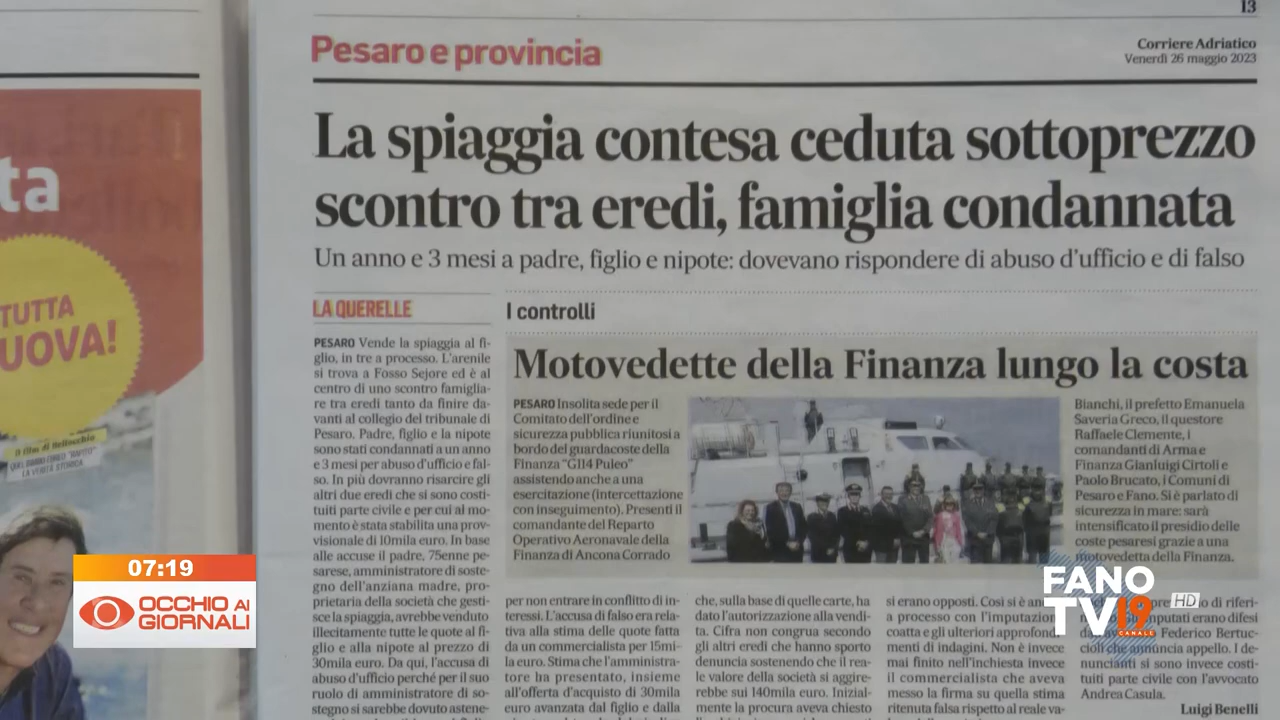 13
Pesaro e provincia
Corriere Adriatico
Venerdì 26 maggio 2023
La spiaggia contesa ceduta sottoprezzo
scontro tra eredi, famiglia condannata
Un anno e 3 mesi a padre, figlio e nipote: dovevano rispondere di abuso d'ufficio e di falso
LA QUERELLE
PESARO Vende la spiaggia al fi-
glio, in tre a processo. L'arenile
si trova a Fosso Sejore ed è al
centro di uno scontro famiglia-
re tra eredi tanto da finire da-
vanti al collegio del tribunale di
Pesaro. Padre, figlio e la nipote
sono stati condannati a un anno
e 3 mesi per abuso d'ufficio e fal-
so. In più dovranno risarcire gli
altri due eredi che si sono costi-
tuiti parte civile e per cui al mo-
mento è stata stabilita una prov-
visionale di 10mila euro. In base
alle accuse il padre, 75enne pe-
sarese, amministratore di soste-
gno dell'anziana madre, pro-
prietaria della società che gesti-
sce la spiaggia, avrebbe venduto
illecitamente tutte le quote al fi-
glio e alla nipote al prezzo di
30mila euro. Da qui, l'accusa di
abuso d'ufficio perché per il suo
ruolo di amministratore di so-
stegno si sarebbe dovuto astene-
I controlli
Motovedette della Finanza lungo la costa
PESARO Insolita sede per il
Comitato dell'ordine e
sicurezza pubblica riunitosi a
bordo del guardacoste della
Finanza "G114 Puleo"
assistendo anche a una
esercitazione (intercettazione
con inseguimento). Presenti il
comandante del Reparto
Operativo Aeronavale della
Finanza di Ancona Corrado
Bianchi, il prefetto Emanuela
Saveria Greco, il questore
Raffaele Clemente, i
comandanti di Arma e
Finanza Gianluigi Cirtoli e
Paolo Brucato, i Comuni di
Pesaro e Fano. Si è parlato di
sicurezza in mare: sarà
intensificato il presidio delle
coste pesaresi grazie a una
motovedetta della Finanza.
per non entrare in conflitto di in-
teressi. L'accusa di falso era rela-
tiva alla stima delle quote fatta
da un commercialista per 15mi-
la euro. Stima che l'amministra-
tore ha presentato, insieme
all'offerta d'acquisto di 30mila
euro avanzata dal figlio e dalla
che, sulla base di quelle carte, ha
dato l'autorizzazione alla vendi-
ta. Cifra non congrua secondo
gli altri eredi che hanno sporto
denuncia sostenendo che il rea-
le valore della società si aggire-
rebbe sui 140mila euro. Inizial-
mente la procura aveva chiesto
si erano opposti. Così si è an
a processo con l'imputazion
coatta e gli ulteriori approfond
menti di indagini. Non è invece
mai finito nell'inchiesta invece
il commercialista che aveva
messo la firma su quella stima
ritenuta falsa rispetto al reale va-
o di riferi-
putati erano difesi
Federico Bertuc-
cioli che annuncia appello. I de-
nuncianti si sono invece costi-
tuiti parte civile con l'avvocato
Andrea Casula.
Luigi Benelli
ta
TUTTA
UOVA!
LA VERITÀ STORICA
07:19
OCCHIO AI
GIORNALI
FANO
TV 19 HD
CANALE